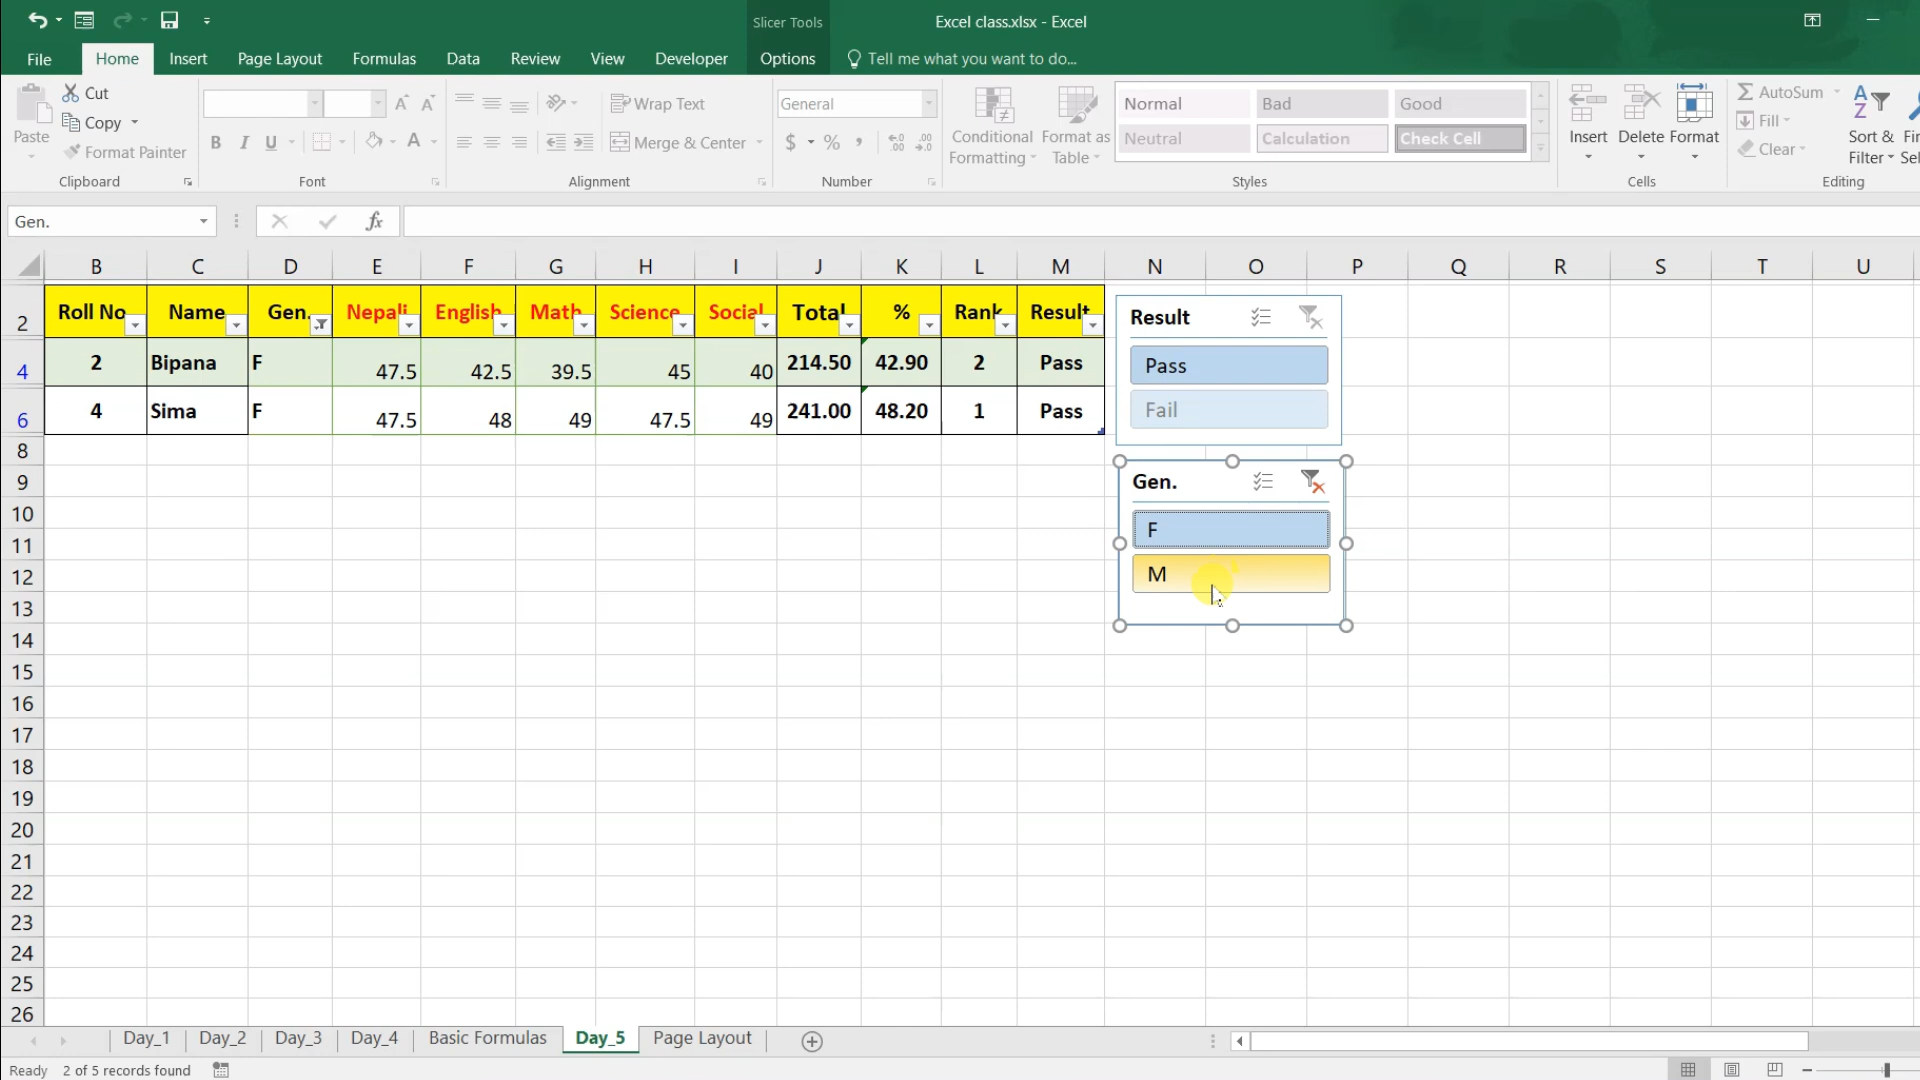 Slicer Tools
Excel class.xlsx - Excel
File Home Insert Page Layout Formulas Data Review View Developer Options Tell me what you want to do...
Paste
Cut
Copy
Format Painter
Clipboard
B I U
A A
A
Font
Wrap Text
Merge & Center
Alignment
General
$ % ,
Number
Conditional Formatting
Format as Table
Normal Bad Good
Neutral Calculation Check Cell
Styles
Insert Delete Format
Cells
AutoSum
Fill
Clear
Sort & Filter
Editing
Gen.
fx
B C D E F G H I J K L M N O P Q R S T U
2 Roll No Name Gen. Nepali English Math Science Social Total % Rank Result
4 2 Bipana F 47.5 42.5 39.5 45 40 214.50 42.90 2 Pass
6 4 Sima F 47.5 48 49 47.5 49 241.00 48.20 1 Pass
8
9
10
11
12
13
14
15
16
17
18
19
20
21
22
23
24
25
26
Result
Pass
Fail
Gen.
F
M
Day_1 Day_2 Day_3 Day_4 Basic Formulas Day_5 Page Layout
Ready 2 of 5 records found